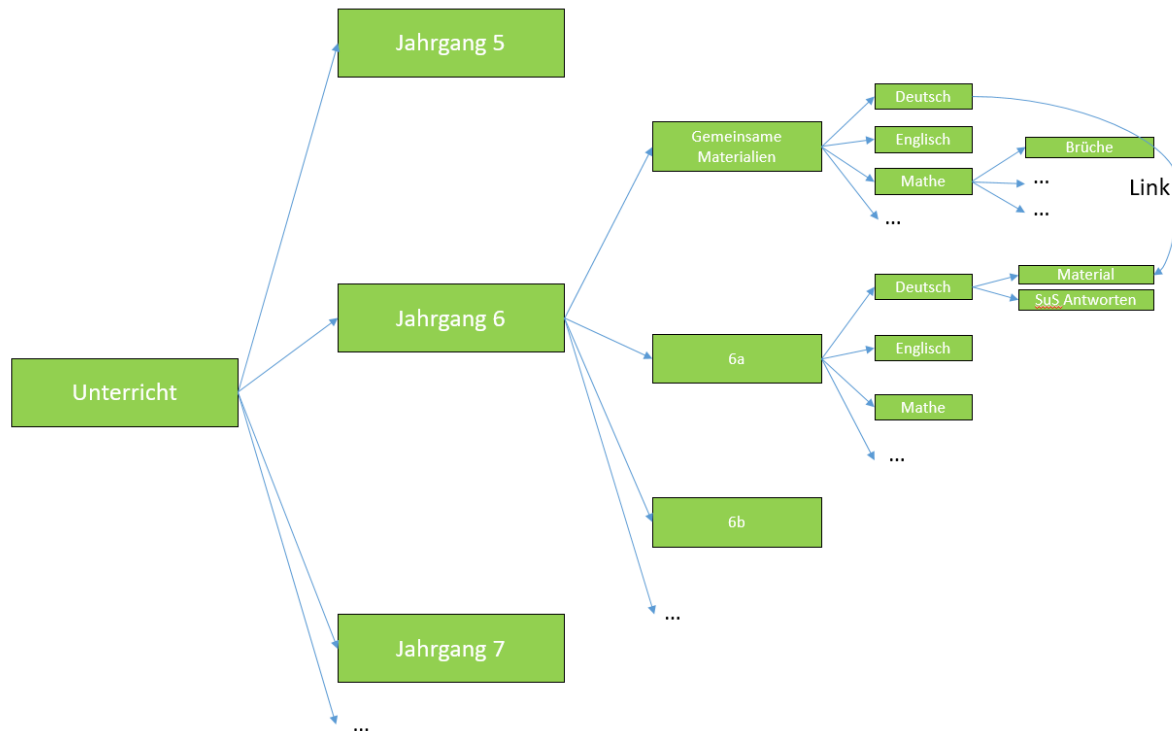 Jahrgang 5
Deutsch
Gemeinsame
Materialien
Englisch
Brüche
Mathe
...
...
Link
...
Deutsch
Material
SuS Antworten
Jahrgang 6
Englisch
6a
Unterricht
Mathe
...
6b
...
Jahrgang 7
...